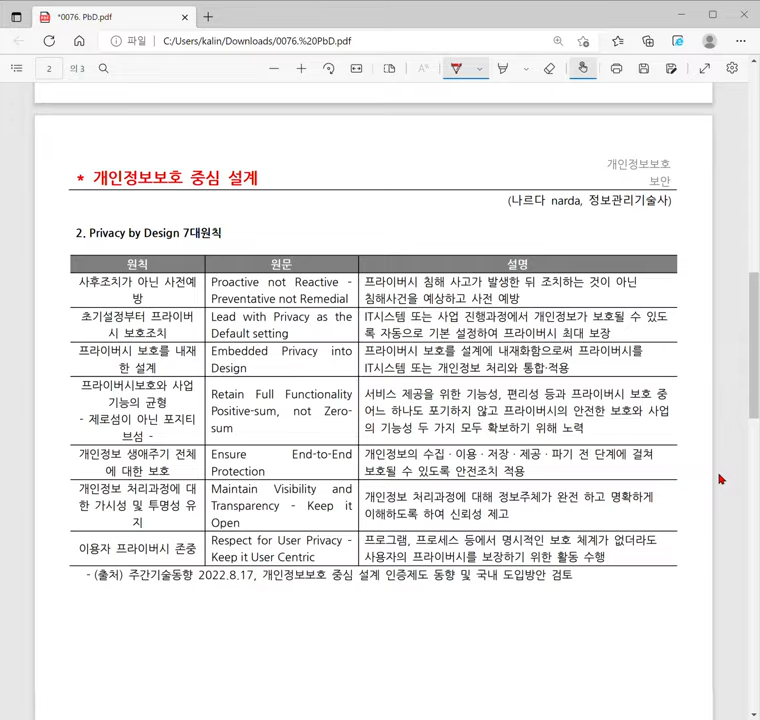 *0076. PbD.pdf
파일 C:/Users/kalin/Downloads/0076.%20PbD.pdf
2 의 3
개인정보보호
* 개인정보보호 중심 설계
보안
(나르다 narda, 정보관리기술사)
2. Privacy by Design 7대원칙
원칙 원문 설명
사후조치가 아닌 사전예
방
Proactive not Reactive -
Preventative not Remedial
프라이버시 침해 사고가 발생한 뒤 조치하는 것이 아닌
침해사건을 예상하고 사전 예방
초기설정부터 프라이버
시 보호조치
Lead with Privacy as the
Default setting
IT시스템 또는 사업 진행과정에서 개인정보가 보호될 수 있도
록 자동으로 기본 설정하여 프라이버시 최대 보장
프라이버시 보호를 내재
한 설계
Embedded Privacy into
Design
프라이버시 보호를 설계에 내재화함으로써 프라이버시를
IT시스템 또는 개인정보 처리와 통합·적용
프라이버시보호와 사업
기능의 균형
- 제로섬이 아닌 포지티
브섬 -
Retain Full Functionality
Positive-sum, not Zero-
sum
서비스 제공을 위한 기능성, 편리성 등과 프라이버시 보호 중
어느 하나도 포기하지 않고 프라이버시의 안전한 보호와 사업
의 기능성 두 가지 모두 확보하기 위해 노력
개인정보 생애주기 전체
에 대한 보호
Ensure End-to-End
Protection
개인정보의 수집·이용·저장·제공·파기 전 단계에 걸쳐
보호될 수 있도록 안전조치 적용
개인정보 처리과정에 대
한 가시성 및 투명성 유
지
Maintain Visibility and
Transparency - Keep it
Open
개인정보 처리과정에 대해 정보주체가 완전 하고 명확하게
이해하도록 하여 신뢰성 제고
이용자 프라이버시 존중
Respect for User Privacy -
Keep it User Centric
프로그램, 프로세스 등에서 명시적인 보호 체계가 없더라도
사용자의 프라이버시를 보장하기 위한 활동 수행
- (출처) 주간기술동향 2022.8.17, 개인정보보호 중심 설계 인증제도 동향 및 국내 도입방안 검토